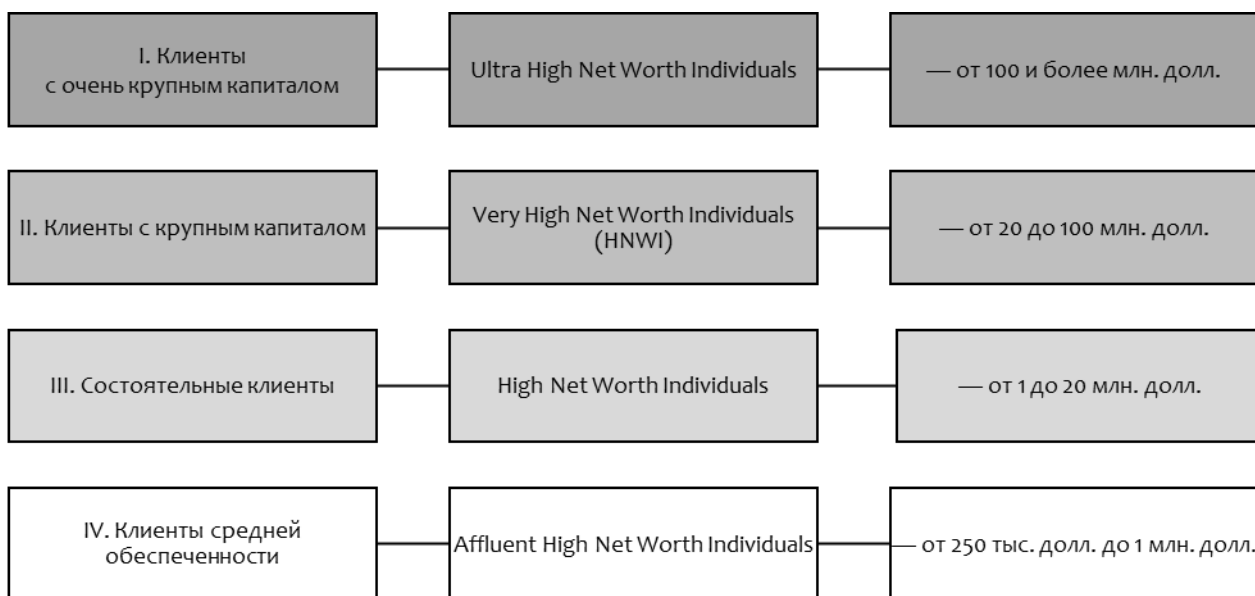 I. Клиенты
с очень крупным капиталом
Ultra High Net Worth Individuals
— от 100 и более млн. долл.
II. Клиенты с крупным капиталом
Very High Net Worth Individuals
(HNWI)
— от 20 до 100 млн. долл.
III. Состоятельные клиенты
High Net Worth Individuals
— от 1 до 20 млн. долл.
IV. Клиенты средней
обеспеченности
Affluent High Net Worth Individuals
— от 250 тыс. долл. до 1 млн. долл.